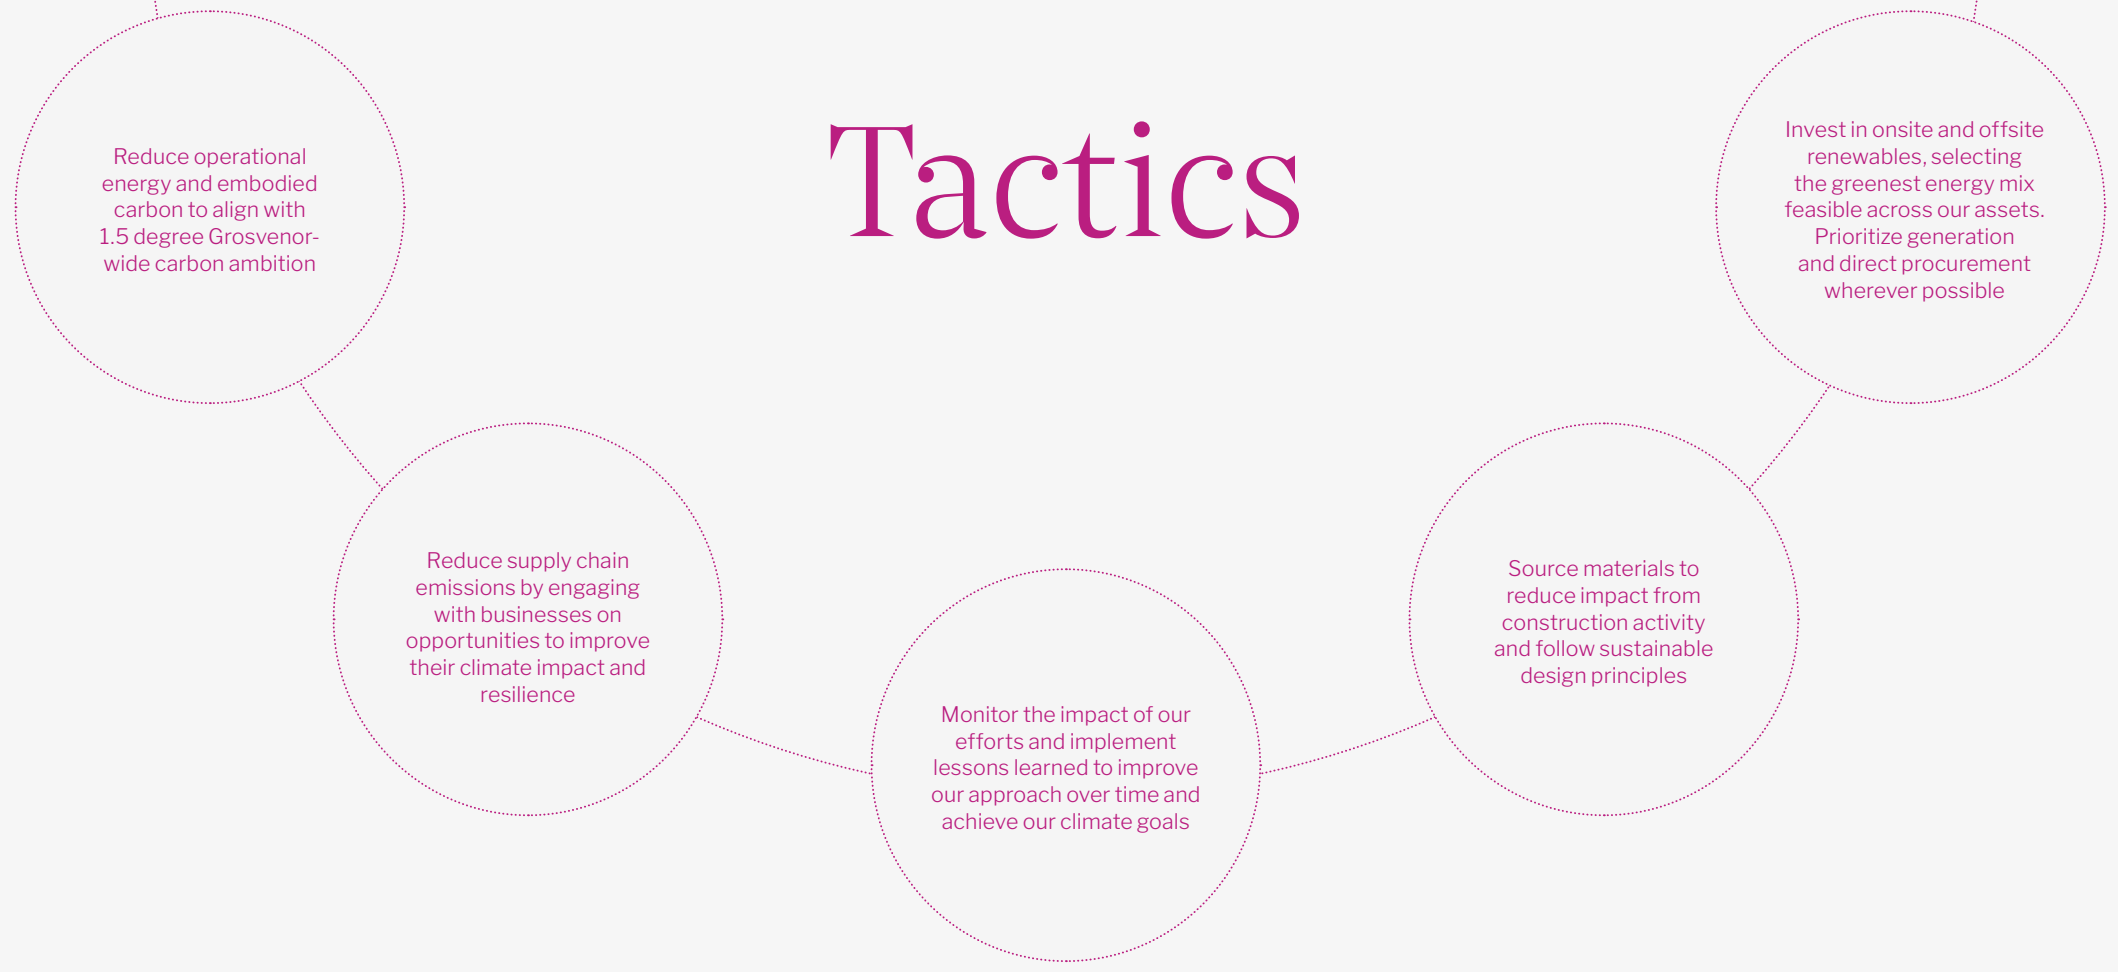 Tactics
Reduce operational
energy and embodied
carbon to align with
1.5 degree Grosvenor-
wide carbon ambition
Reduce supply chain
emissions by engaging
with businesses on
opportunities to improve
their climate impact and
resilience
Monitor the impact of our
efforts and implement
lessons learned to improve
our approach over time and
achieve our climate goals
Source materials to
reduce impact from
construction activity
and follow sustainable
design principles
Invest in onsite and offsite
renewables, selecting
the greenest energy mix
feasible across our assets.
Prioritize generation
and direct procurement
wherever possible